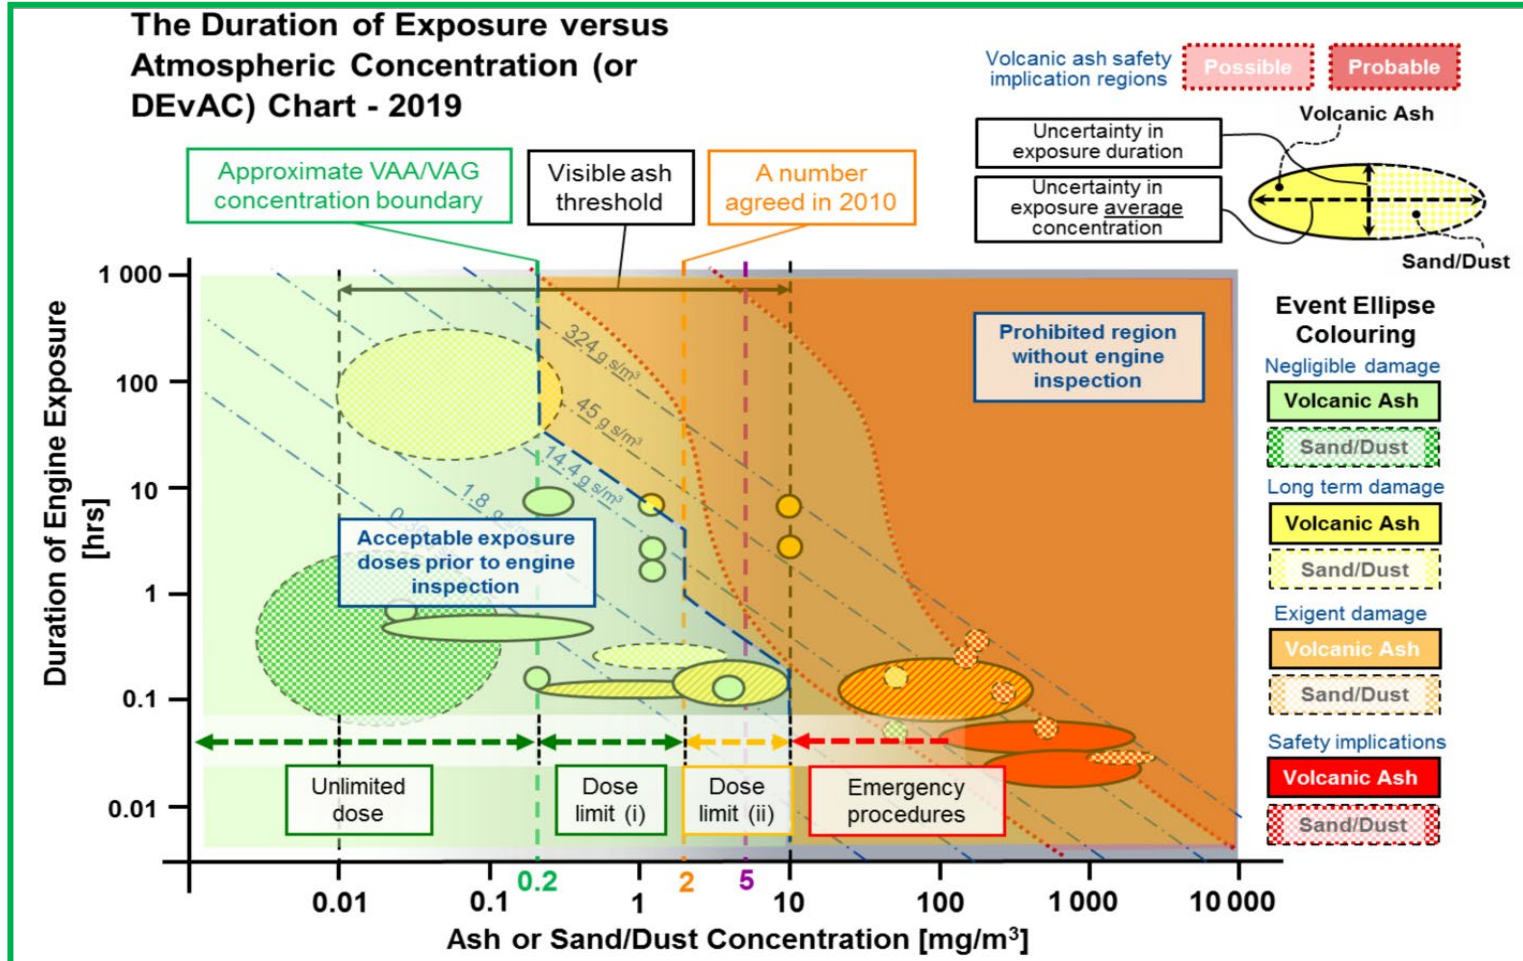 The Duration of Exposure versus
Atmospheric Concentration (or
DEvAC) Chart - 2019
Volcanic ash safety
implication regions
Possible
Probable
Volcanic Ash
Uncertainty in
exposure duration
Uncertainty in
exposure average
concentration
Sand/Dust
Approximate VAA/VAG
concentration boundary
Visible ash
threshold
A number
agreed in 2010
Duration of Engine Exposure
[hrs]
1 000
100
10
1
0.1
0.01
324 g s/m³
45 g s/m³
14.4 g s/m³
1.8 g
Prohibited region
without engine
inspection
Acceptable exposure
doses prior to engine
inspection
Unlimited
dose
Dose
limit (i)
Dose
limit (ii)
Emergency
procedures
0.2
2
5
0.01
0.1
1
10
100
1 000
10 000
Ash or Sand/Dust Concentration [mg/m³]
Event Ellipse
Colouring
Negligible damage
Volcanic Ash
Sand/Dust
Long term damage
Volcanic Ash
Sand/Dust
Exigent damage
Volcanic Ash
Sand/Dust
Safety implications
Volcanic Ash
Sand/Dust